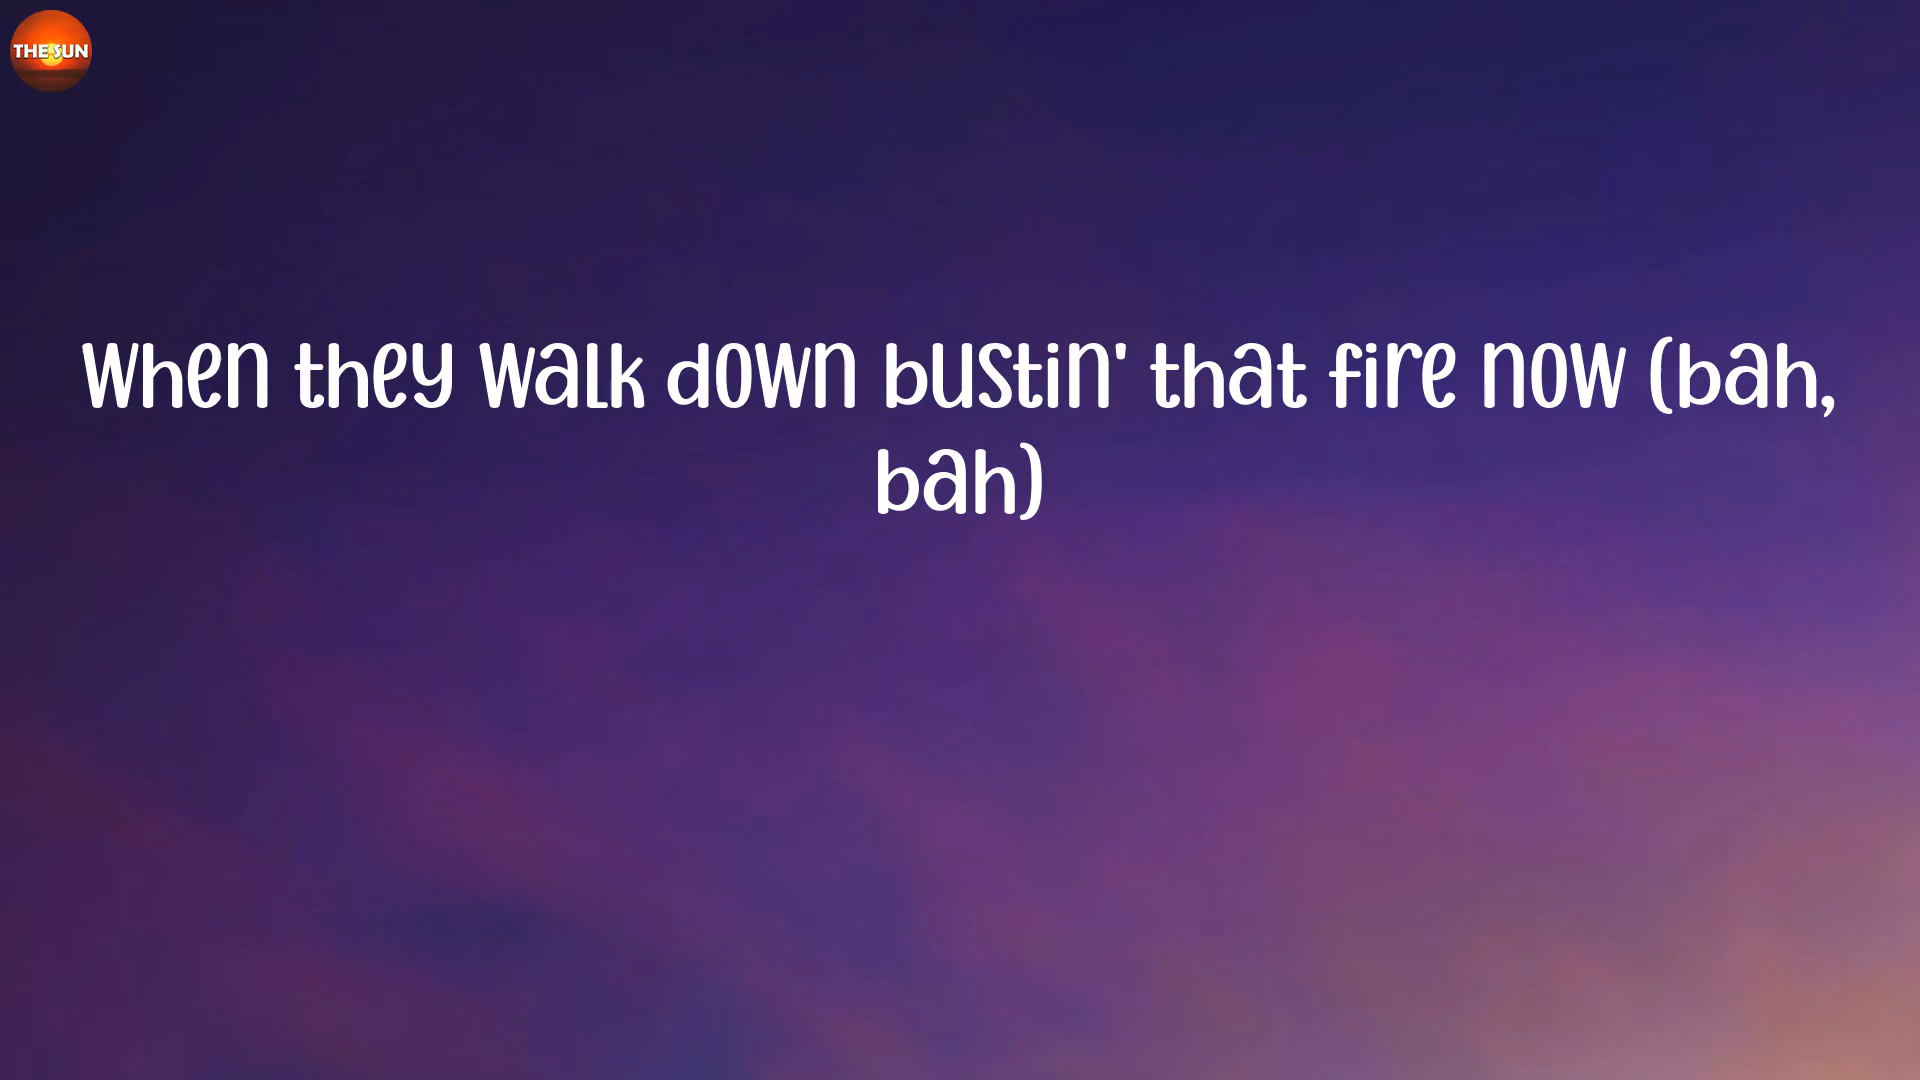 THE SUN
When they walk down bustin' that fire now (bah,
bah)